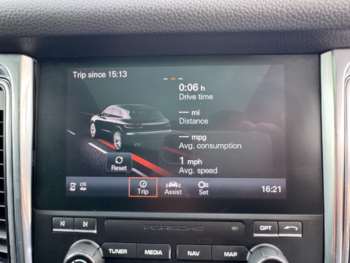 Trip since 15:13
0:06 h
Drive time
--- mi
Distance
--- mpg
Avg. consumption
1 mph
Avg. speed
Reset
Trip
Assist
Set
16:21
OPT
PORSCHE
TUNER
MEDIA
NAV
MAP